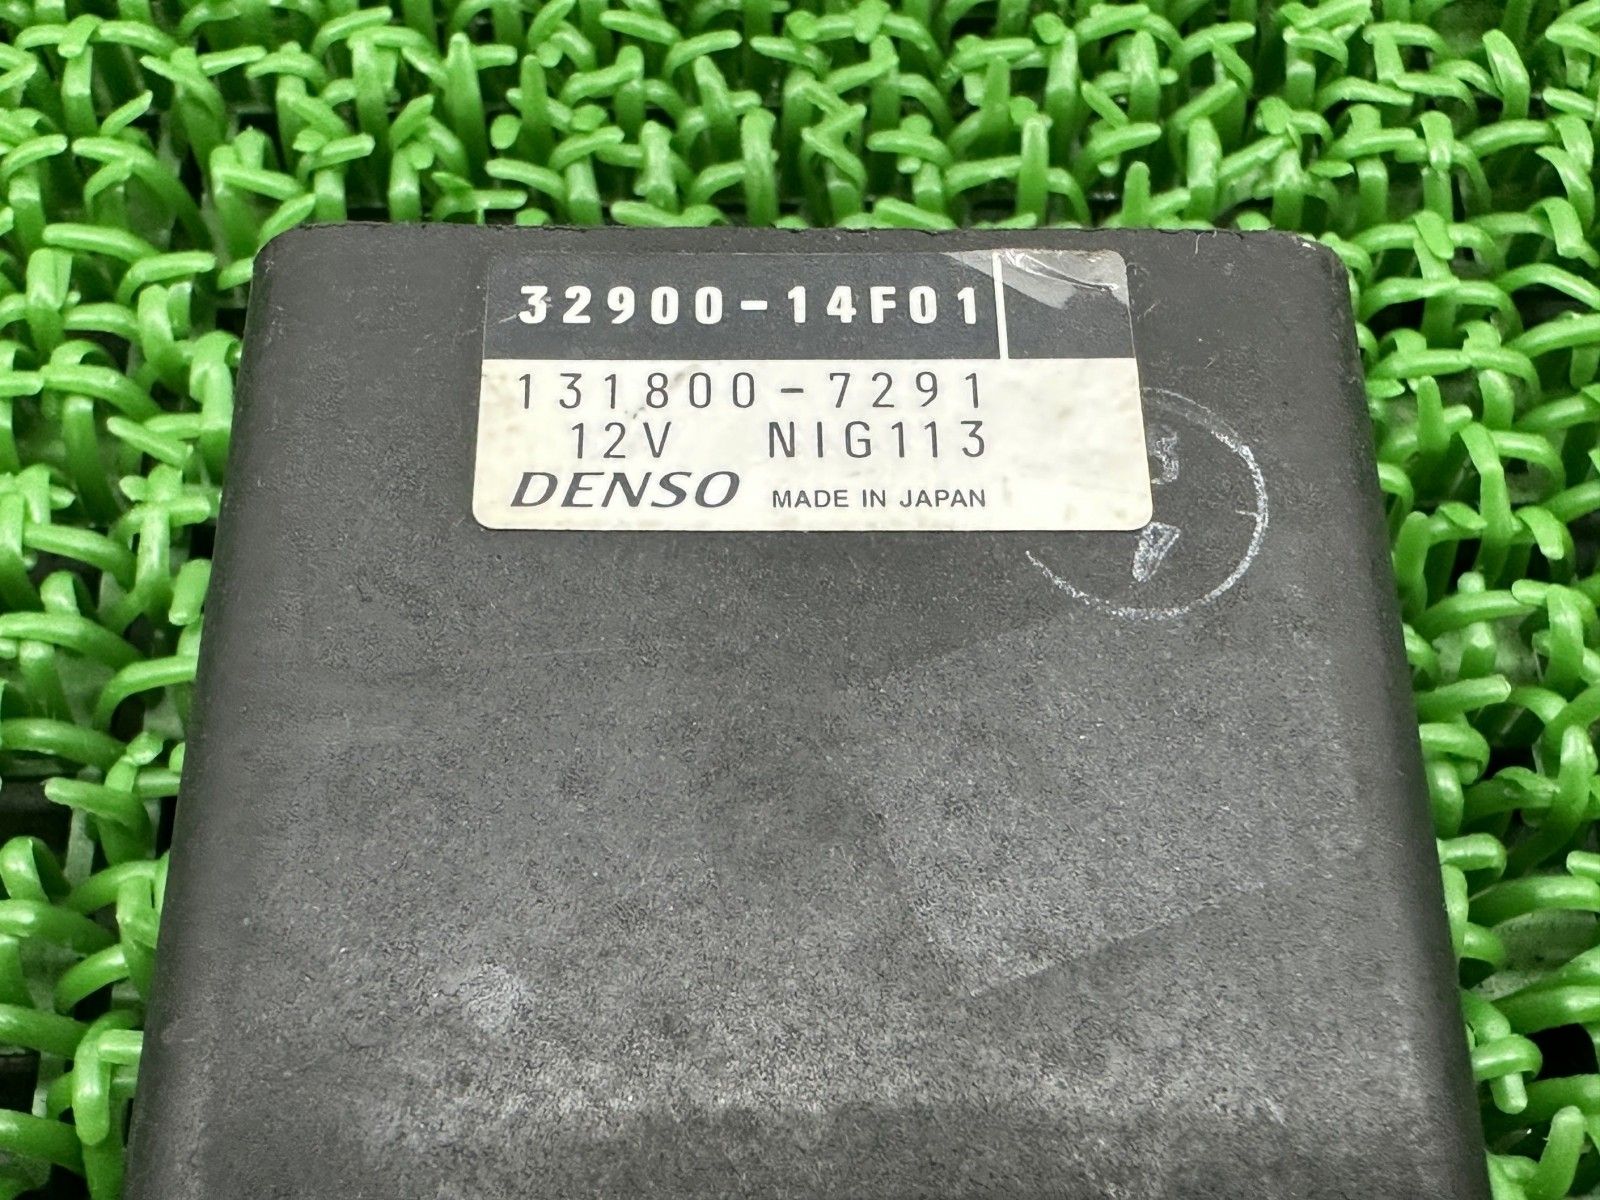 32900-14F01
131800-7291
12V NIG113
DENSO MADE IN JAPAN